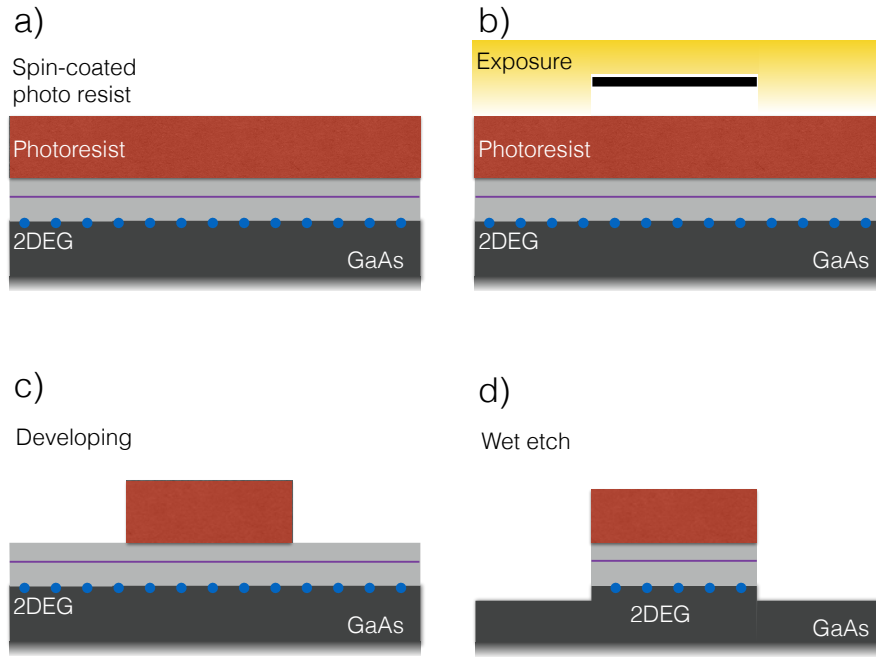 a)
Spin-coated
photo resist
Photoresist
2DEG
GaAs
b)
Exposure
Photoresist
2DEG
GaAs
c)
Developing
2DEG
GaAs
d)
Wet etch
2DEG
GaAs